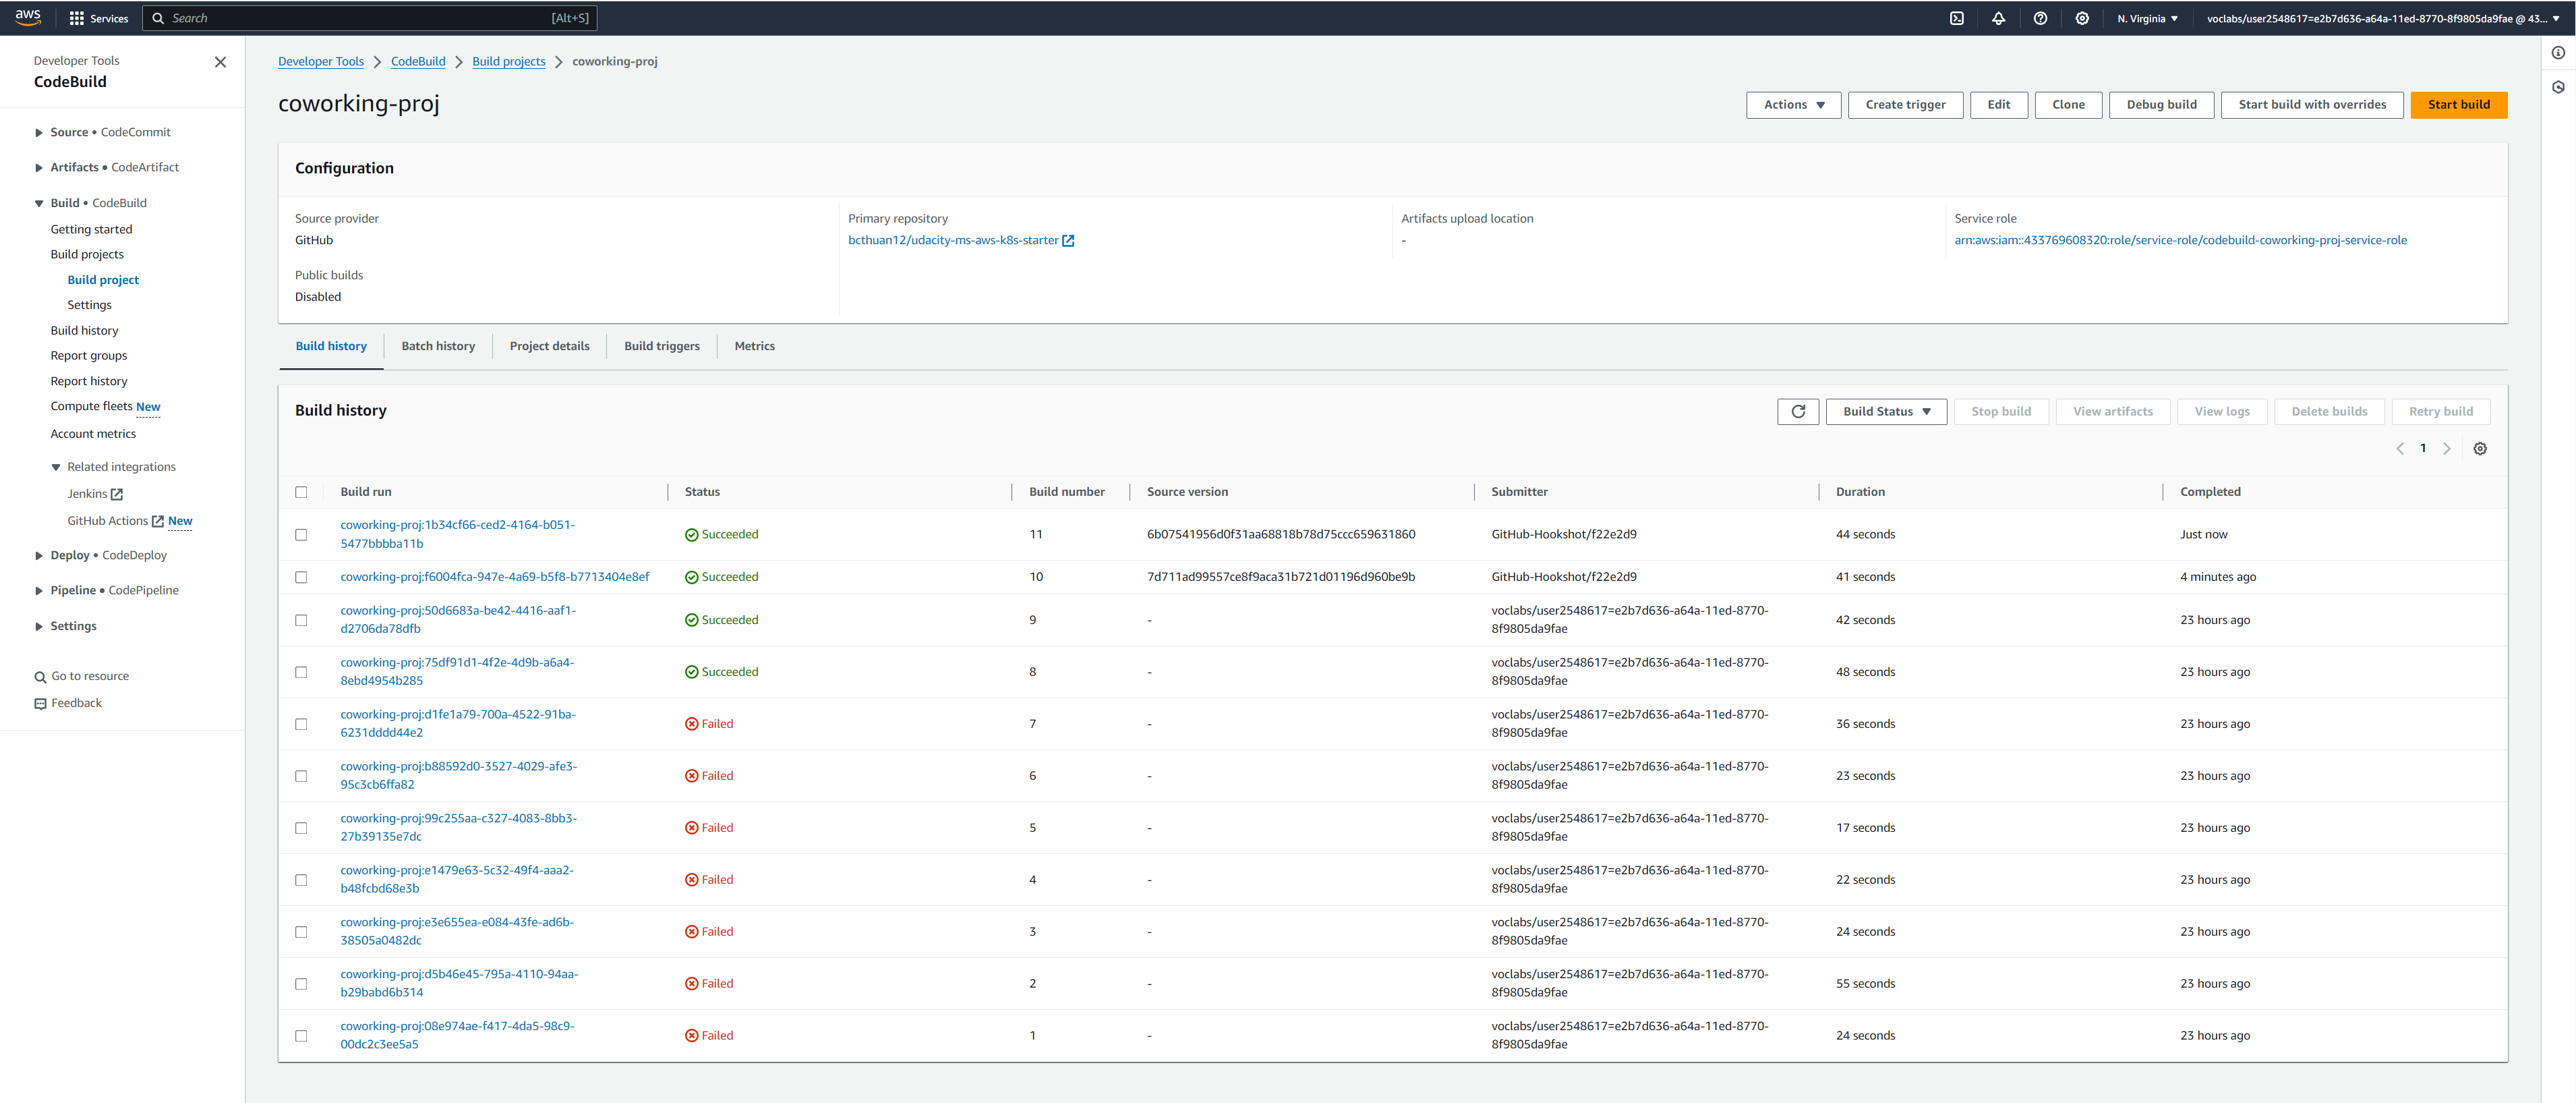 aws
Services
Search
[Alt+S]
N. Virginia
voclabs/user2548617=e2b7d636-a64a-11ed-8770-8f9805da9fae @ 43...
Developer Tools
CodeBuild
Source • CodeCommit
Artifacts • CodeArtifact
Build • CodeBuild
Getting started
Build projects
Build project
Settings
Build history
Report groups
Report history
Compute fleets New
Account metrics
Related integrations
Jenkins
GitHub Actions New
Deploy • CodeDeploy
Pipeline • CodePipeline
Settings
Go to resource
Feedback
Developer Tools
CodeBuild
Build projects
coworking-proj
coworking-proj
Actions
Create trigger
Edit
Clone
Debug build
Start build with overrides
Start build
Configuration
Source provider
GitHub
Primary repository
bcthuan12/udacity-ms-aws-k8s-starter
Artifacts upload location
-
Service role
arn:aws:iam::433769608320:role/service-role/codebuild-coworking-proj-service-role
Public builds
Disabled
Build history
Batch history
Project details
Build triggers
Metrics
Build history
Build Status
Stop build
View artifacts
View logs
Delete builds
Retry build
1
Build run
Status
Build number
Source version
Submitter
Duration
Completed
coworking-proj:1b34cf66-ced2-4164-b051-
5477bbbba11b
Succeeded
11
6b07541956d0f31aa68818b78d75ccc659631860
GitHub-Hookshot/f22e2d9
44 seconds
Just now
coworking-proj:f6004fca-947e-4a69-b5f8-b7713404e8ef
Succeeded
10
7d711ad99557ce8f9aca31b721d01196d960be9b
GitHub-Hookshot/f22e2d9
41 seconds
4 minutes ago
coworking-proj:50d6683a-be42-4416-aaf1-
d2706da78dfb
Succeeded
9
-
voclabs/user2548617=e2b7d636-a64a-11ed-8770-
8f9805da9fae
42 seconds
23 hours ago
coworking-proj:75df91d1-4f2e-4d9b-a6a4-
8ebd4954b285
Succeeded
8
-
voclabs/user2548617=e2b7d636-a64a-11ed-8770-
8f9805da9fae
48 seconds
23 hours ago
coworking-proj:d1fe1a79-700a-4522-91ba-
6231dddd44e2
Failed
7
-
voclabs/user2548617=e2b7d636-a64a-11ed-8770-
8f9805da9fae
36 seconds
23 hours ago
coworking-proj:b88592d0-3527-4029-afe3-
95c3cb6ffa82
Failed
6
-
voclabs/user2548617=e2b7d636-a64a-11ed-8770-
8f9805da9fae
23 seconds
23 hours ago
coworking-proj:99c255aa-c327-4083-8bb3-
27b39135e7dc
Failed
5
-
voclabs/user2548617=e2b7d636-a64a-11ed-8770-
8f9805da9fae
17 seconds
23 hours ago
coworking-proj:e1479e63-5c32-49f4-aaa2-
b48fcbd68e3b
Failed
4
-
voclabs/user2548617=e2b7d636-a64a-11ed-8770-
8f9805da9fae
22 seconds
23 hours ago
coworking-proj:e3e655ea-e084-43fe-ad6b-
38505a0482dc
Failed
3
-
voclabs/user2548617=e2b7d636-a64a-11ed-8770-
8f9805da9fae
24 seconds
23 hours ago
coworking-proj:d5b46e45-795a-4110-94aa-
b29babd6b314
Failed
2
-
voclabs/user2548617=e2b7d636-a64a-11ed-8770-
8f9805da9fae
55 seconds
23 hours ago
coworking-proj:08e974ae-f417-4da5-98c9-
00dc2c3ee5a5
Failed
1
-
voclabs/user2548617=e2b7d636-a64a-11ed-8770-
8f9805da9fae
24 seconds
23 hours ago